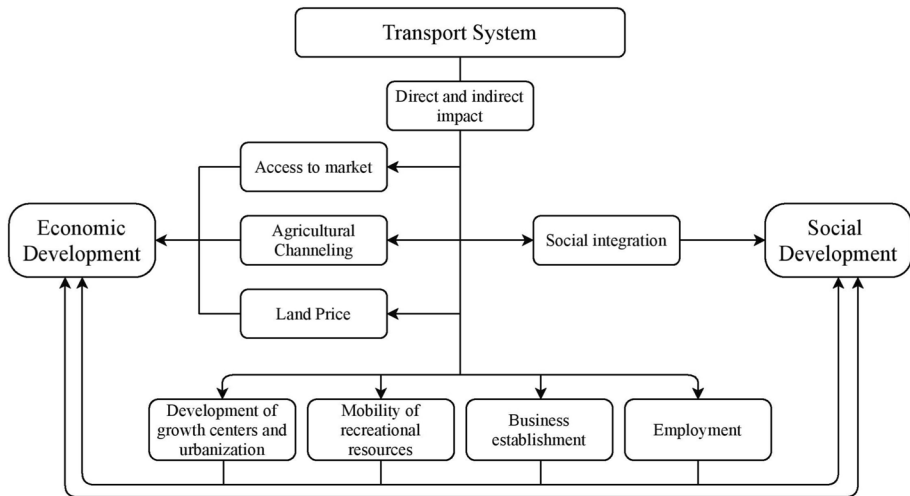 Transport System
Direct and indirect
impact
Access to market
Economic
Development
Agricultural
Channeling
Social integration
Social
Development
Land Price
Development of
growth centers and
urbanization
Mobility of
recreational
resources
Business
establishment
Employment